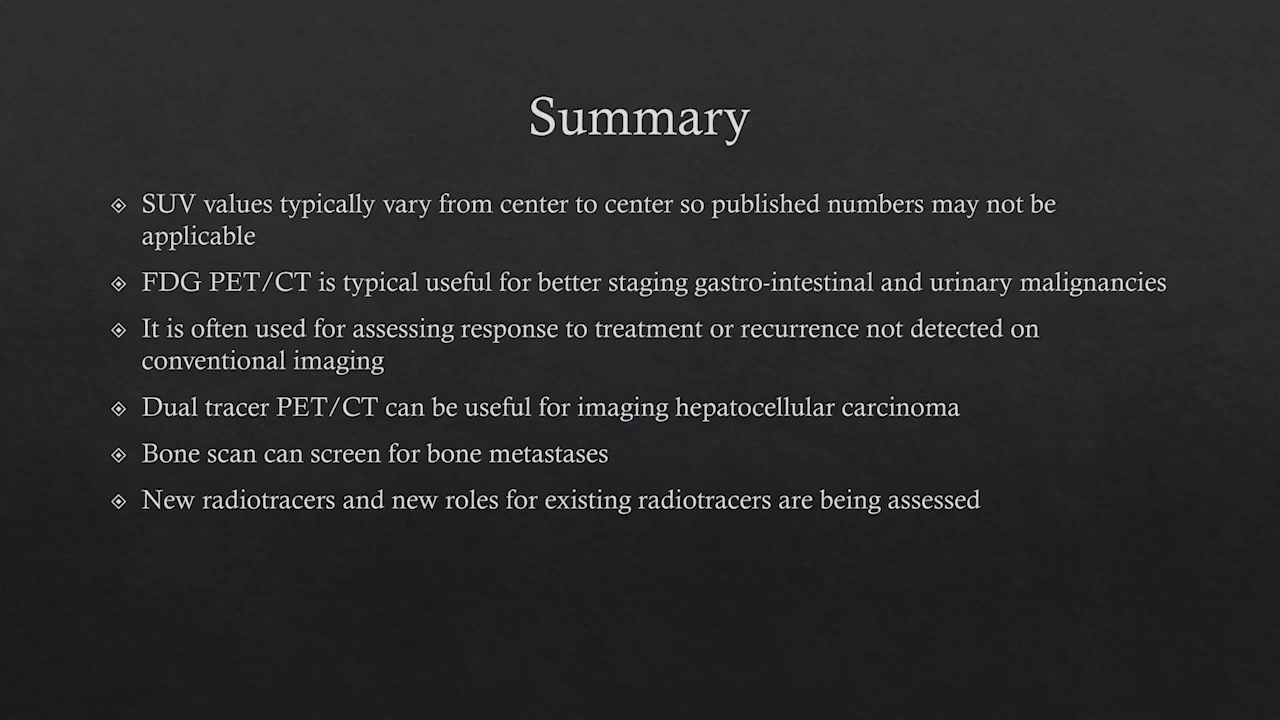 Summary
SUV values typically vary from center to center so published numbers may not be
applicable
FDG PET/CT is typical useful for better staging gastro-intestinal and urinary malignancies
It is often used for assessing response to treatment or recurrence not detected on
conventional imaging
Dual tracer PET/CT can be useful for imaging hepatocellular carcinoma
Bone scan can screen for bone metastases
New radiotracers and new roles for existing radiotracers are being assessed